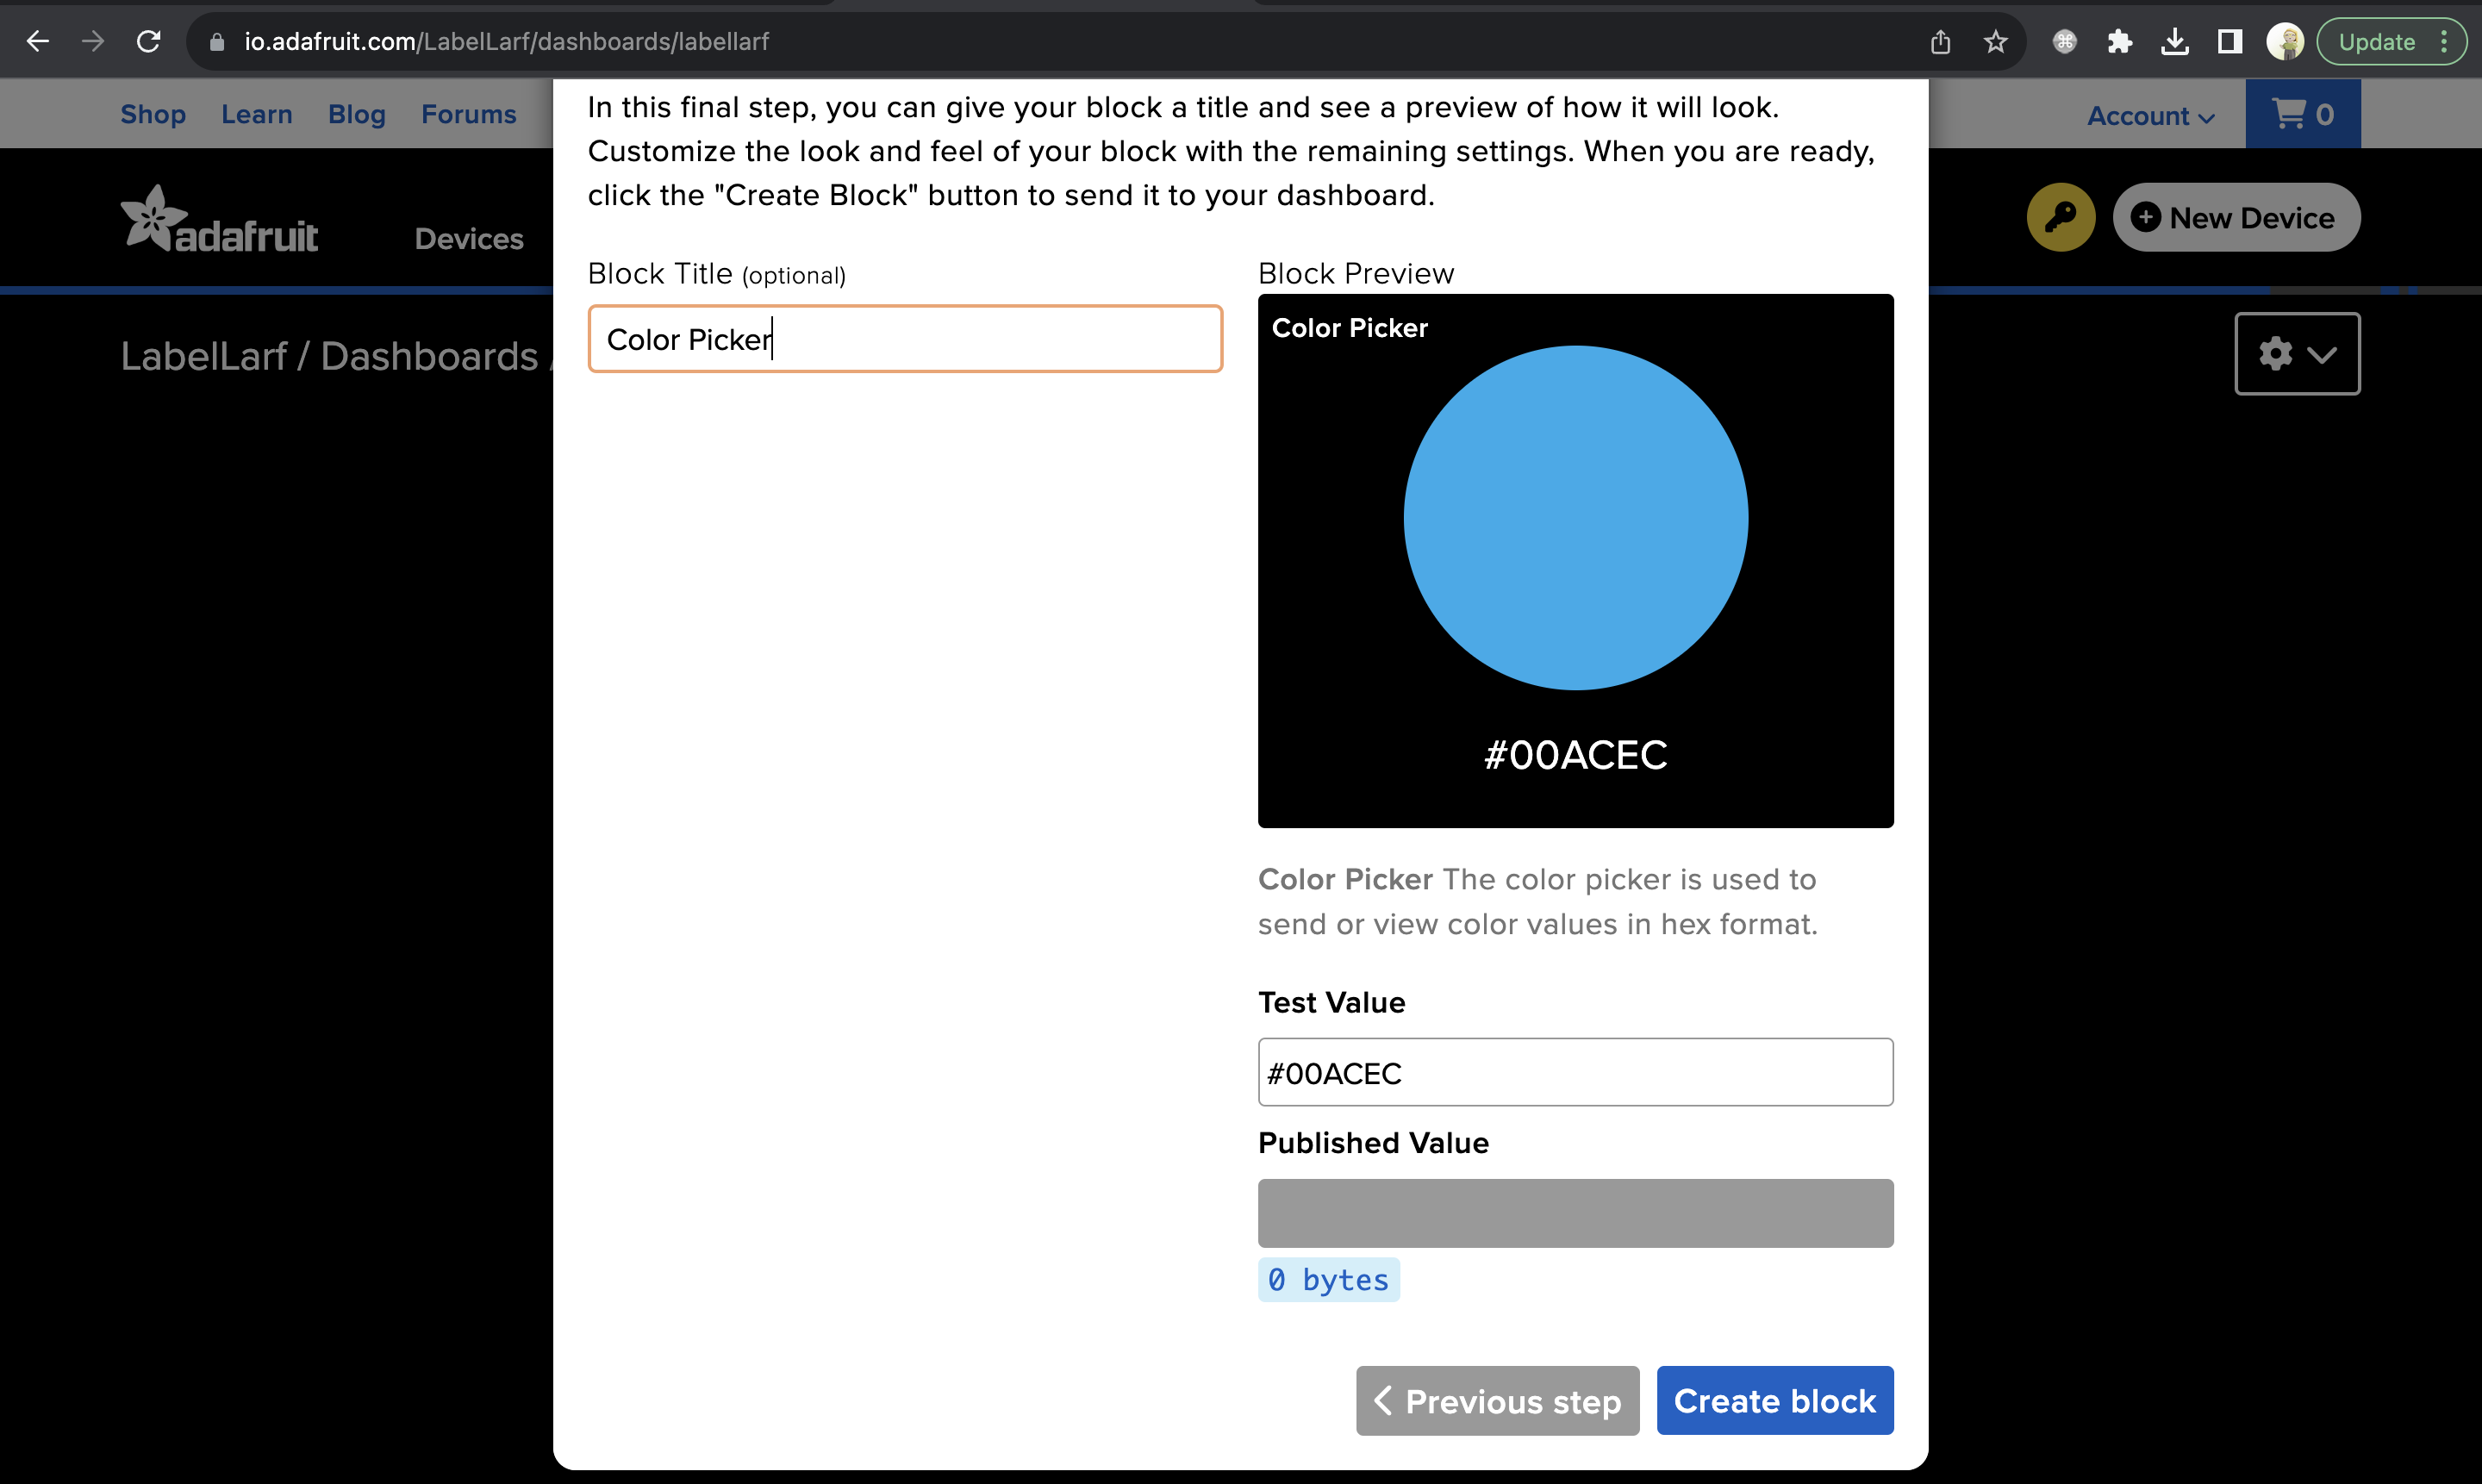 io.adafruit.com/LabelLarf/dashboards/labellarf
Update
Shop Learn Blog Forums
Account
0
adafruit
Devices
New Device
LabelLarf / Dashboards /
In this final step, you can give your block a title and see a preview of how it will look.
Customize the look and feel of your block with the remaining settings. When you are ready,
click the "Create Block" button to send it to your dashboard.
Block Title (optional)
Color Picker
Block Preview
Color Picker
#00ACEC
Color Picker The color picker is used to
send or view color values in hex format.
Test Value
#00ACEC
Published Value
0 bytes
Previous step
Create block